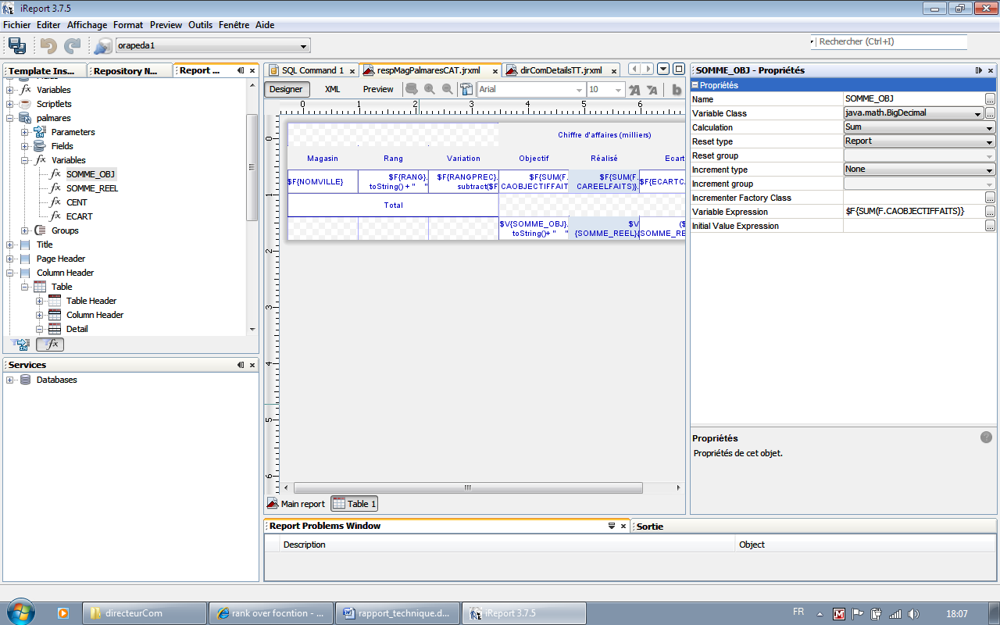 iReport 3.7.5
Fichier Editer Affichage Format Preview Outils Fenêtre Aide
orapeda1
Rechercher (Ctrl+I)
Template Ins... Repository N... Report ...
Variables
Scriptlets
palmares
Parameters
Fields
Variables
SOMME_OBJ
SOMME_REEL
CENT
ECART
Groups
Title
Page Header
Column Header
Table
Table Header
Column Header
Detail
Services
Databases
SQL Command 1 respMagPalmaresCAT.jrxml dirComDetailsTT.jrxml
Designer XML Preview Arial 10 A A b
0 1 2 3 4 5 6
0
1
2
3
4
5
6
Chiffre d'affaires (milliers)
Magasin Rang Variation Objectif Réalisé Ecart
$F{NOMVILLE} $F{RANG}. $F{RANGPREC}. $F{SUM(F. $F{SUM(F. $F{ECARTCA
toString()+ " " subtract($F CAOBJECTIFFAIT CAREELFAITS)}.
Total
$V{SOMME_OBJ}. $V ($
toString()+ " " {SOMME_REEL}{ {SOMME_RE
Main report Table 1
Report Problems Window Sortie
Description Object
SOMME_OBJ - Propriétés
Propriétés
Name SOMME_OBJ ...
Variable Class java.math.BigDecimal ...
Calculation Sum
Reset type Report
Reset group
Increment type None
Increment group
Incrementer Factory Class ...
Variable Expression $F{SUM(F.CAOBJECTIFFAITS)} ...
Initial Value Expression ...
Propriétés
Propriétés de cet objet.
directeurCom rank over focntion - ... rapport_technique.d... iReport 3.7.5 FR 18:07